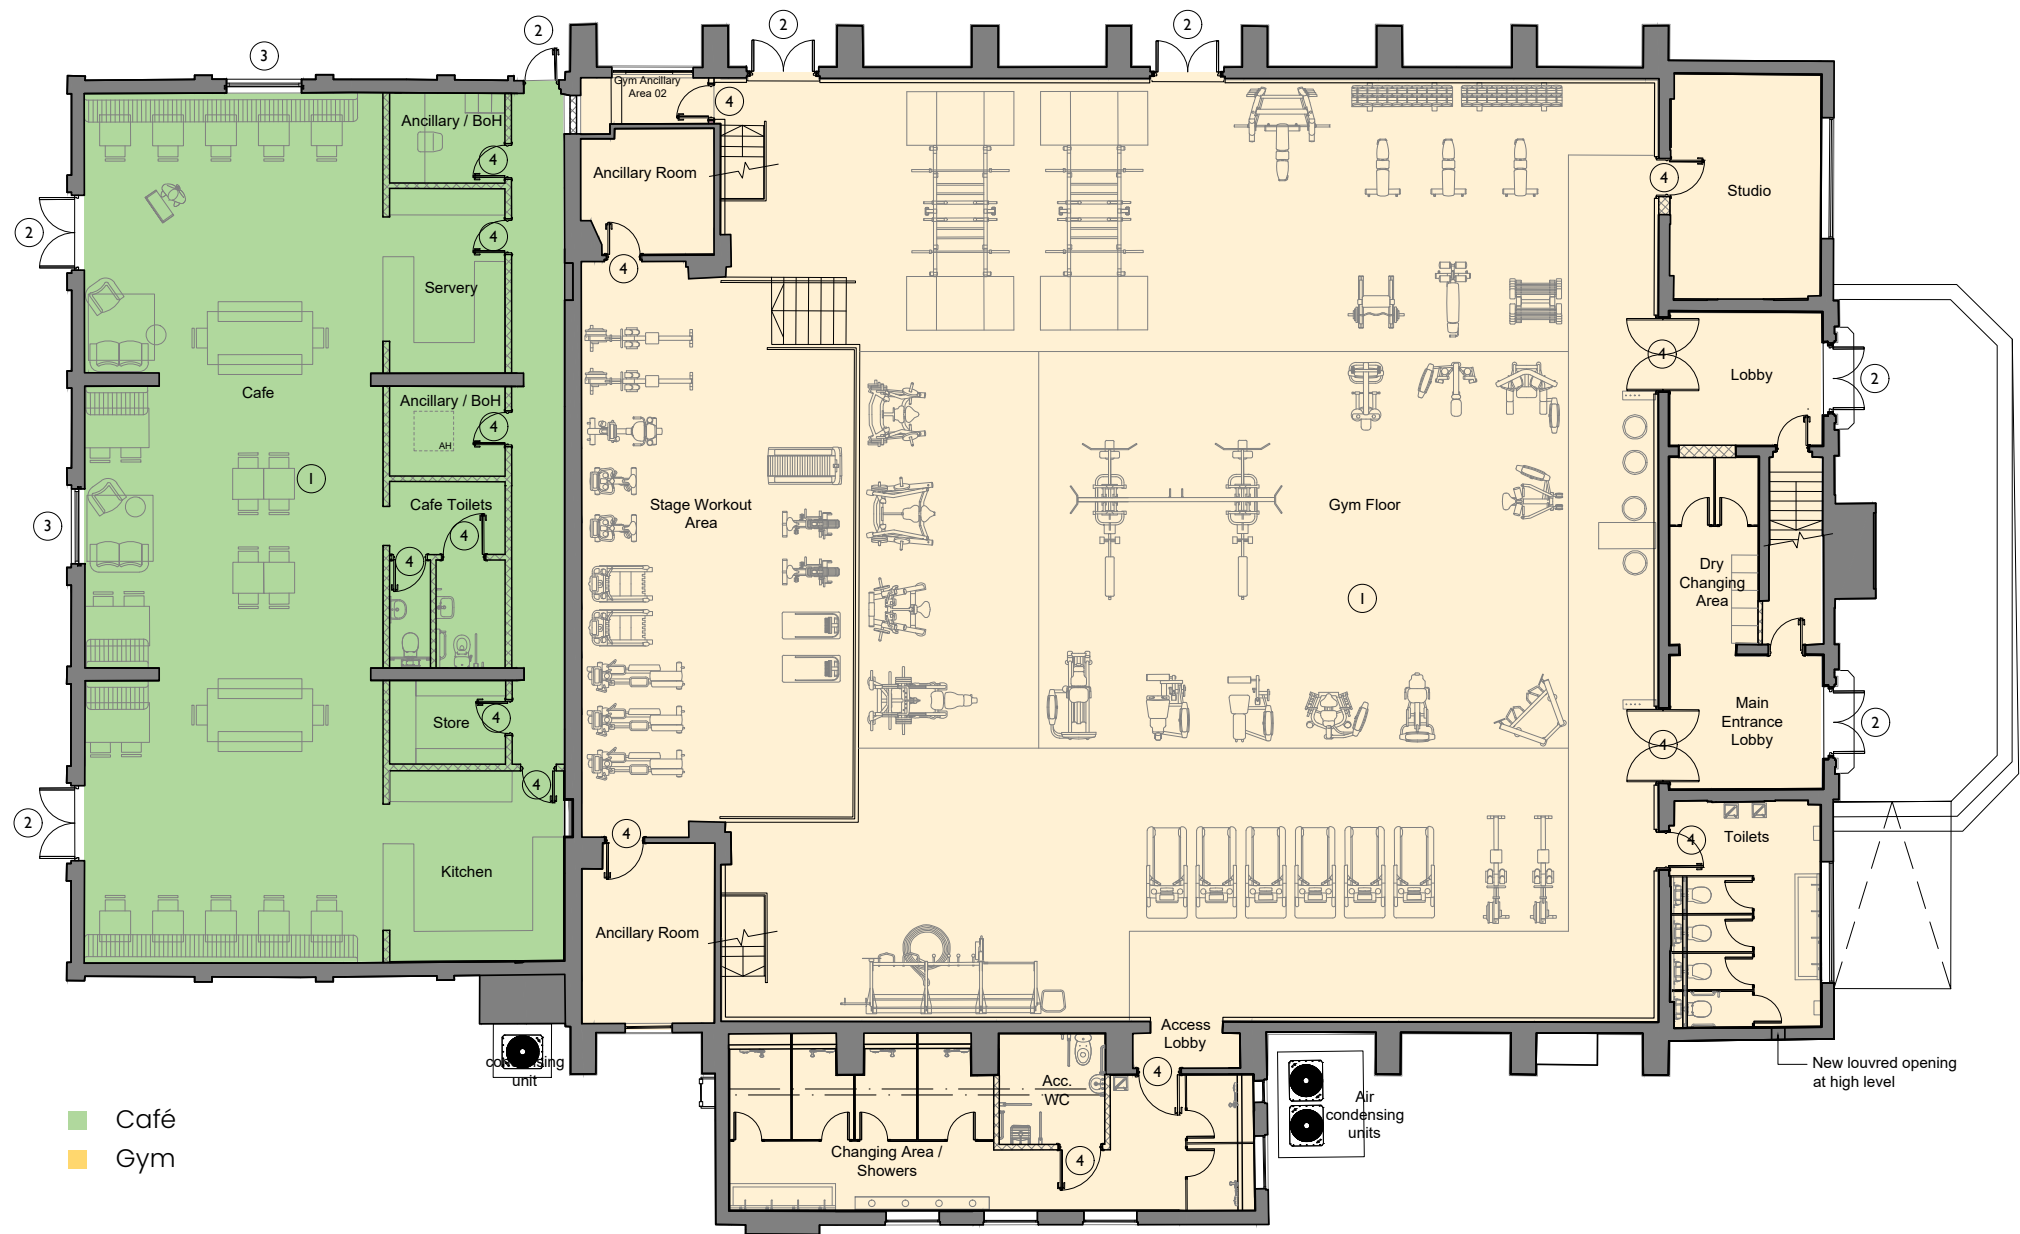 2
2
2
3
Gym Ancillary
Area 02
4
Ancillary / BoH
4
Ancillary Room
4
Studio
2
4
4
Servery
4
Lobby
2
Cafe
Ancillary / BoH
4
AH
1
Cafe Toilets
4
4
3
Stage Workout
Area
Gym Floor
1
Dry
Changing
Area
Store
4
Main
Entrance
Lobby
4
2
4
2
4
4
Toilets
Kitchen
Ancillary Room
Access
Lobby
4
condensing
unit
Acc.
WC
Air
condensing
units
New louvred opening
at high level
Changing Area /
Showers
4
Café
Gym